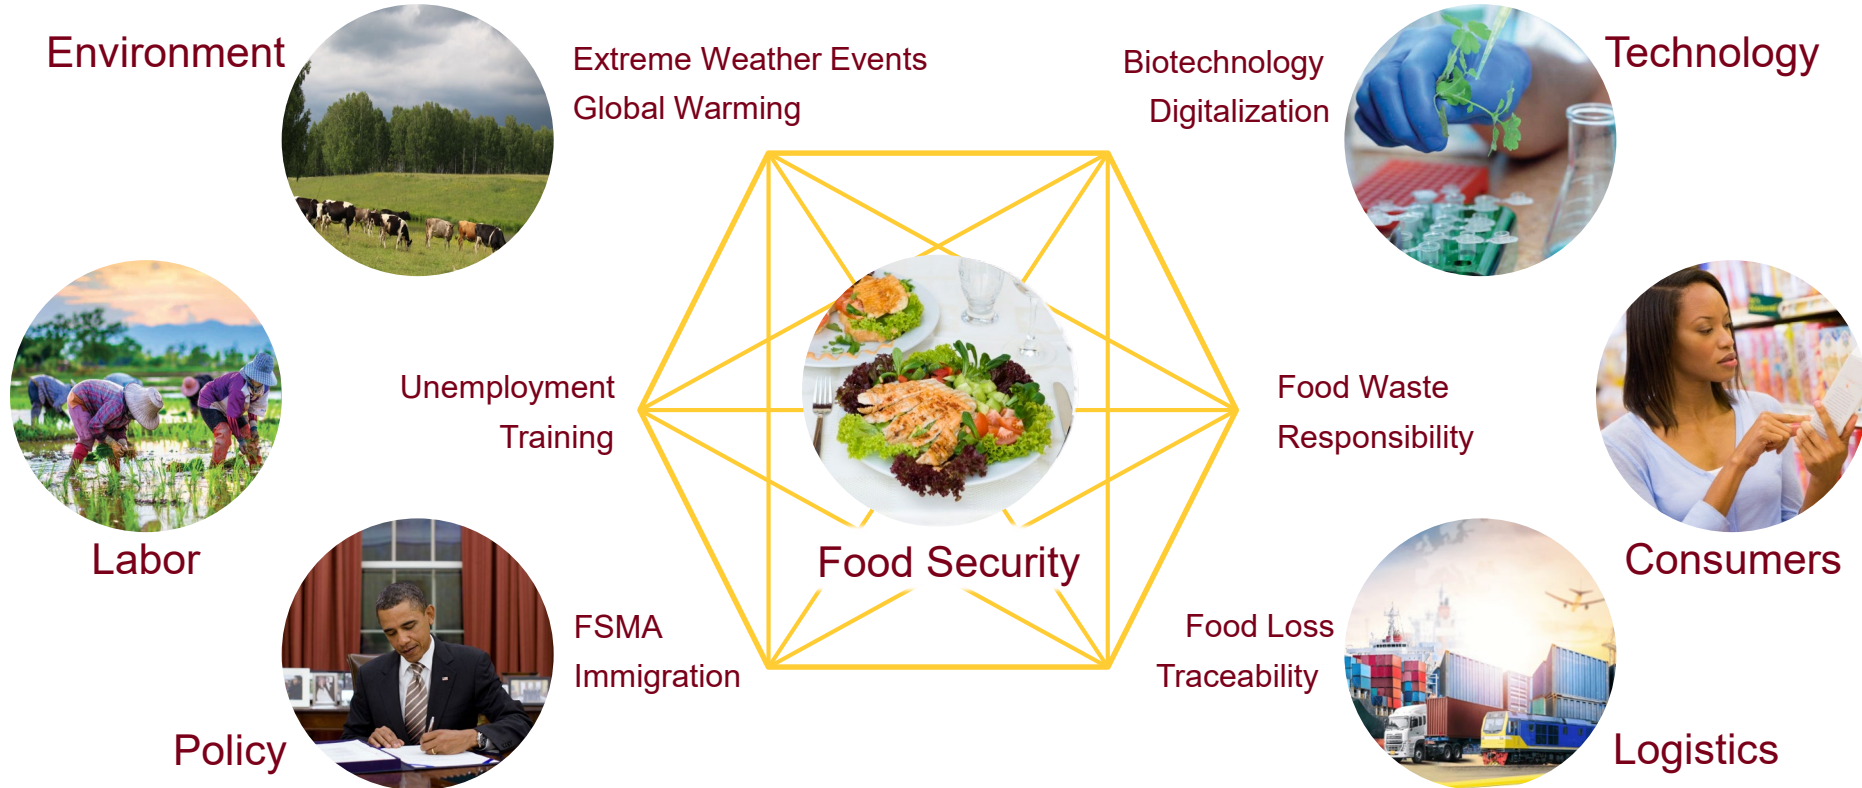 Environment
Extreme Weather Events
Global Warming
Biotechnology
Digitalization
Technology
Unemployment
Training
Labor
Food Waste
Responsibility
Consumers
Food Security
FSMA
Immigration
Policy
Food Loss
Traceability
Logistics